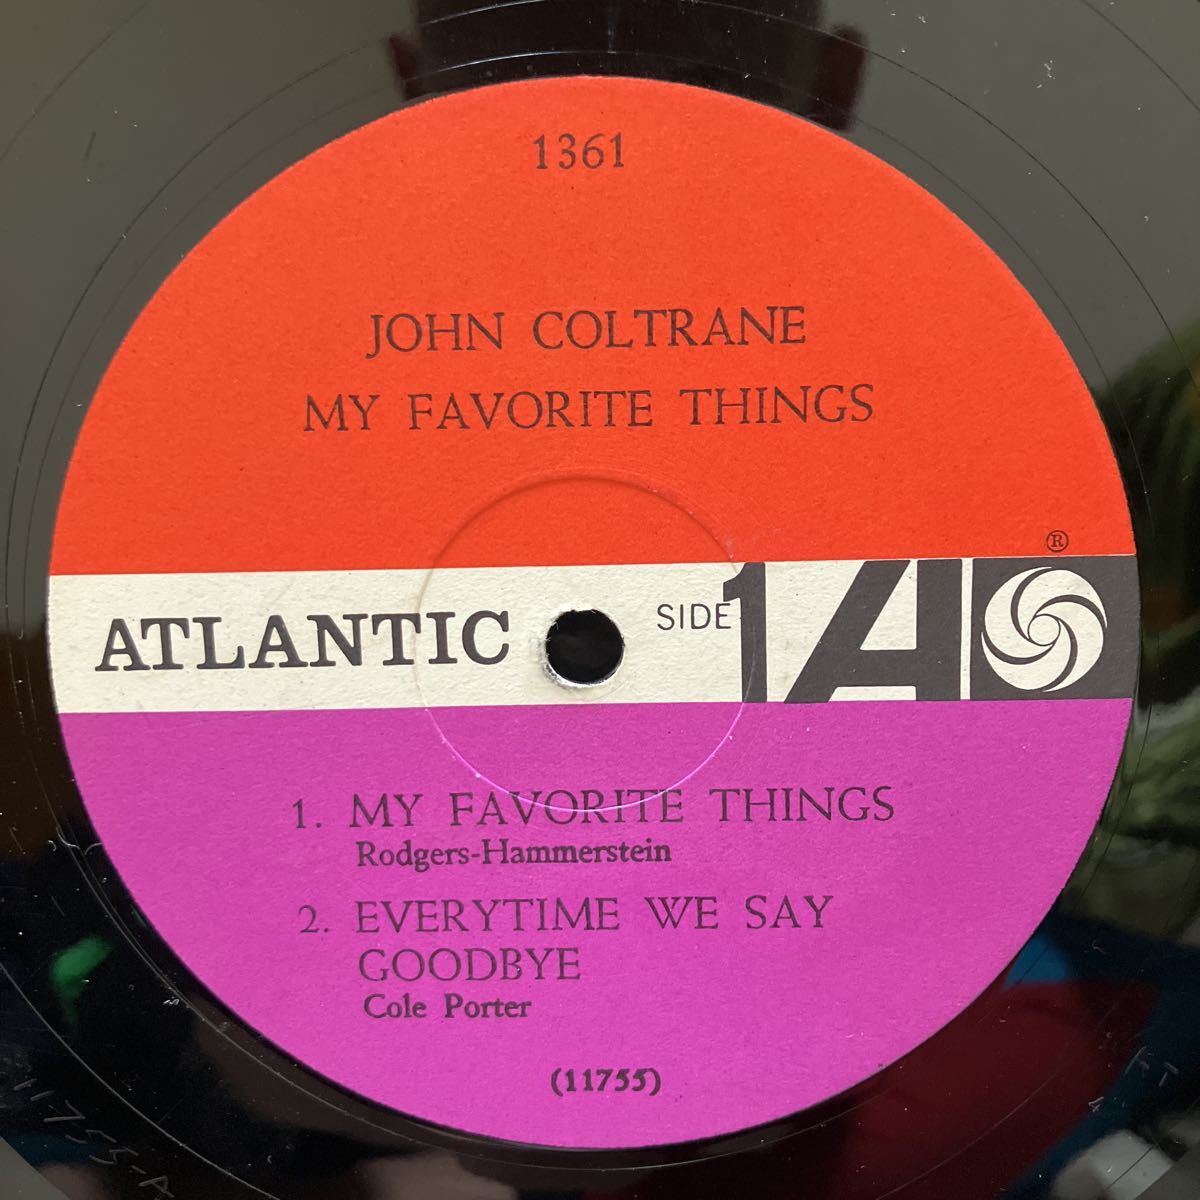 1361
JOHN COLTRANE
MY FAVORITE THINGS
®
ATLANTIC SIDE 1 A
1. MY FAVORITE THINGS
Rodgers-Hammerstein
2. EVERYTIME WE SAY
GOODBYE
Cole Porter
(11755)
11755-A